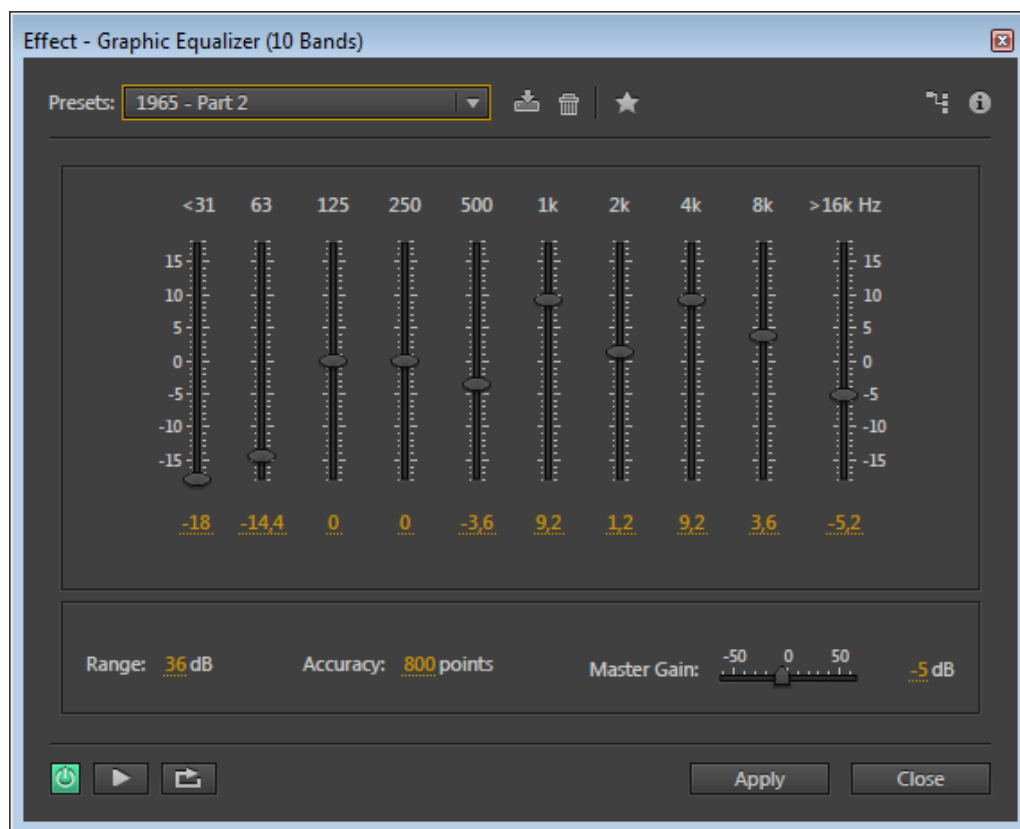 Effect - Graphic Equalizer (10 Bands)
Presets: 1965 - Part 2
<31 63 125 250 500 1k 2k 4k 8k >16k Hz
15 15
10 10
5 5
0 0
-5 -5
-10 -10
-15 -15
-18 -14,4 0 0 -3,6 9,2 1,2 9,2 3,6 -5,2
-50 0 50
Range: 36 dB Accuracy: 800 points Master Gain: -5 dB
Apply Close